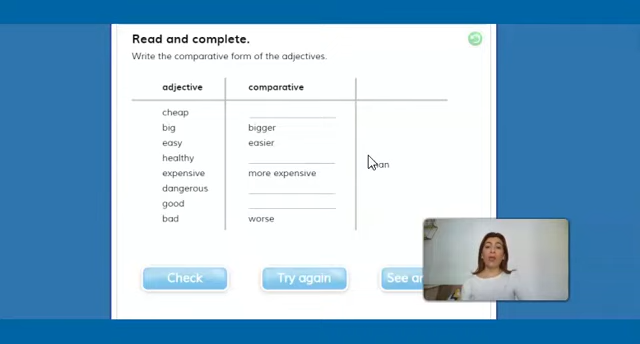 Read and complete.
Write the comparative form of the adjectives.
adjective comparative
cheap
big bigger
easy easier
healthy
expensive more expensive
dangerous
good
bad worse
Check Try again See